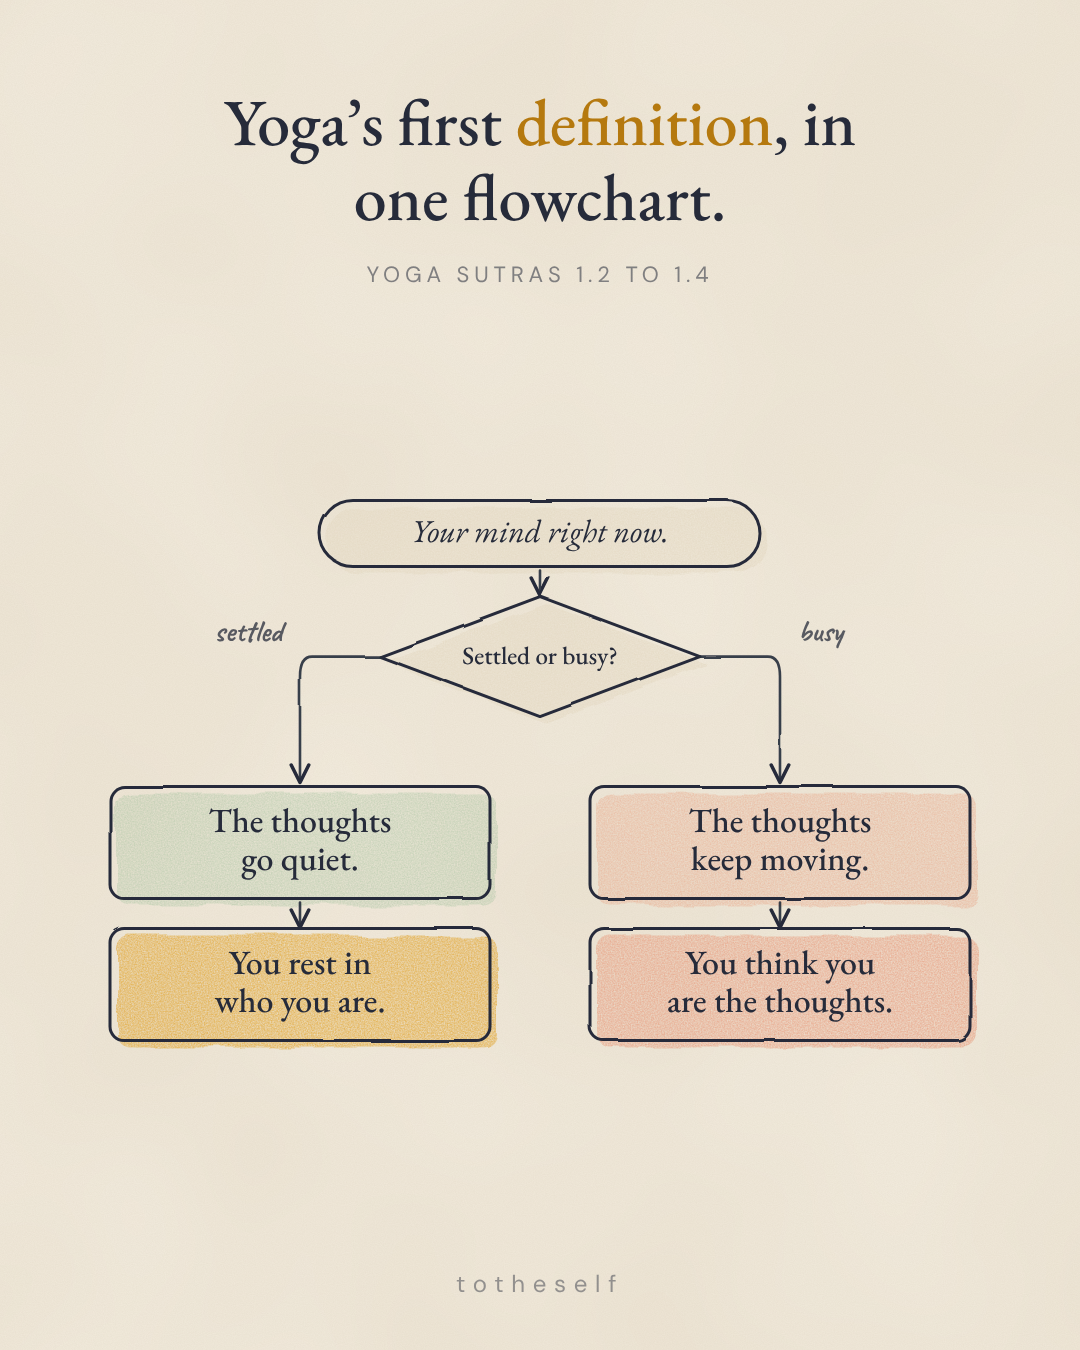 Yoga’s first definition, in
one flowchart.
YOGA SUTRAS 1.2 TO 1.4
Your mind right now.
settled
busy
Settled or busy?
The thoughts
go quiet.
The thoughts
keep moving.
You rest in
who you are.
You think you
are the thoughts.
totheself